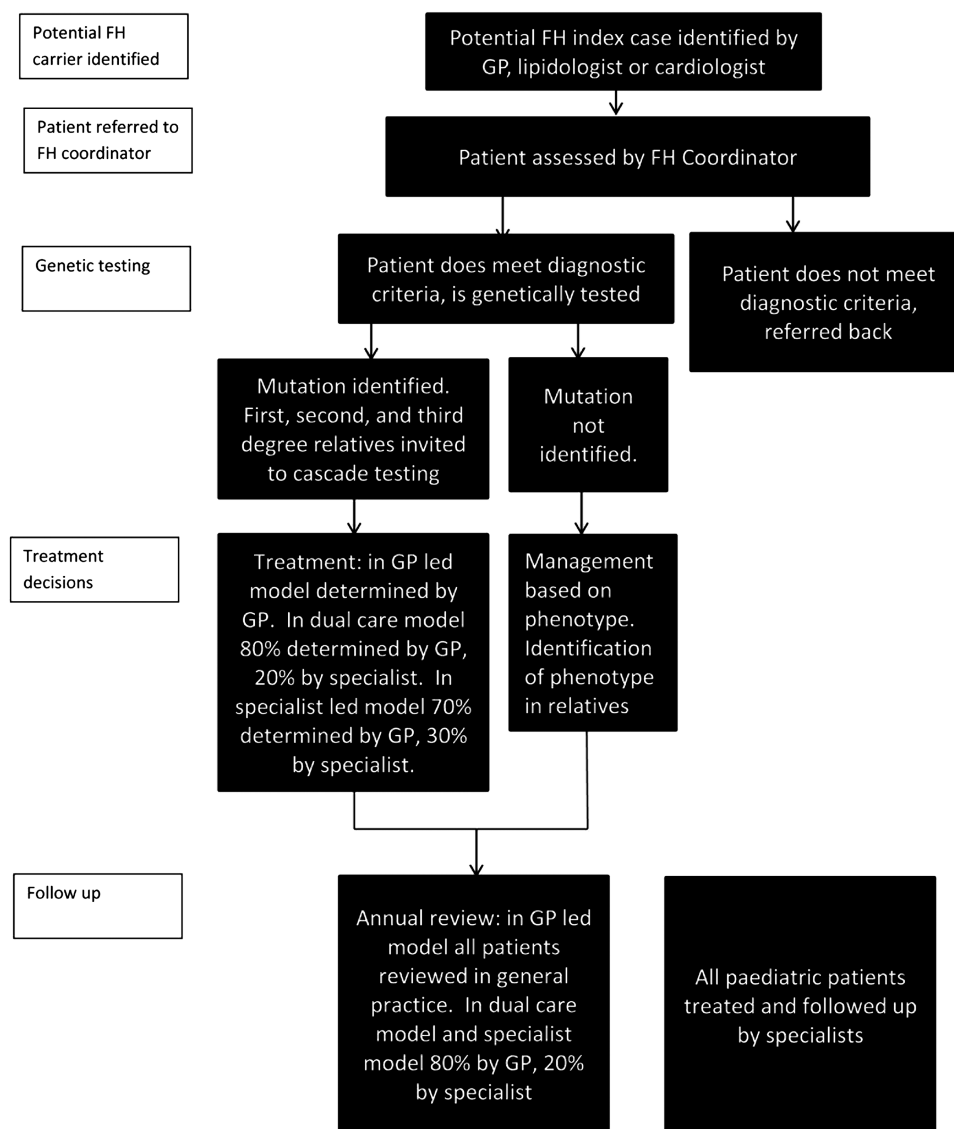 Potential FH
carrier identified
Potential FH index case identified by
GP, lipidologist or cardiologist
Patient referred to
FH coordinator
Patient assessed by FH Coordinator
Genetic testing
Patient does meet diagnostic
criteria, is genetically tested
Patient does not meet
diagnostic criteria,
referred back
Mutation identified.
First, second, and third
degree relatives invited
to cascade testing
Mutation
not
identified.
Treatment
decisions
Treatment: in GP led
model determined by
GP.  In dual care model
80% determined by GP,
20% by specialist.  In
specialist led model 70%
determined by GP, 30%
by specialist.
Management
based on
phenotype.
Identification
of phenotype
in relatives
Follow up
Annual review: in GP led
model all patients
reviewed in general
practice.  In dual care
model and specialist
model 80% by GP, 20%
by specialist
All paediatric patients
treated and followed up
by specialists